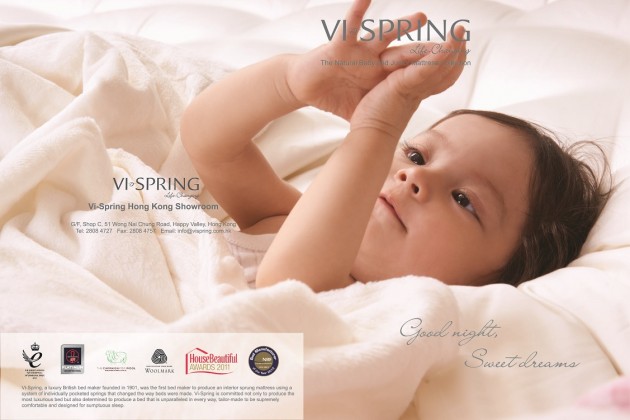 VI-SPRING
Life Changing
VI-SPRING
Life Changing
Vi-Spring Hong Kong Showroom
G/F, Shop C, 51 Wong Nai Chung Road, Happy Valley, Hong Kong
Tel: 2808 4727 Fax: 2808 4757 Email: info@vispring.com.hk
Good night,
Sweet dreams
WOOLMARK
HouseBeautiful
AWARDS 2011
Vi-Spring, a luxury British bed maker founded in 1901, was the first bed maker to produce an interior sprung mattress using a
system of individually pocketed springs that changed the way beds were made. Vi-Spring is committed not only to produce the
most luxurious bed but also determined to produce a bed that is unparalleled in every way, tailor-made to be supremely
comfortable and designed for sumptuous sleep.